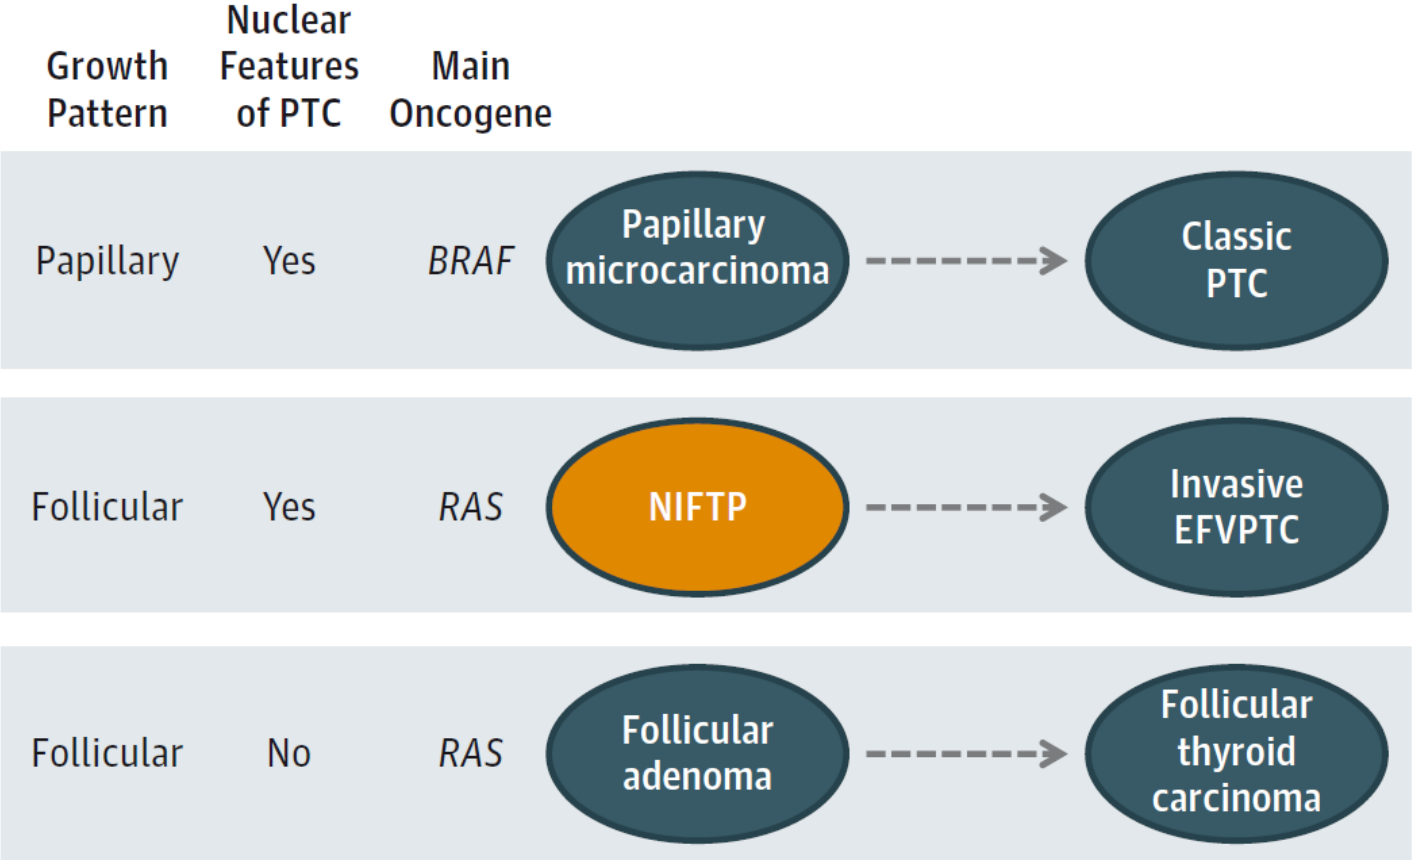 Growth
Pattern
Nuclear
Features
of PTC
Main
Oncogene
Papillary
Yes
BRAF
Papillary
microcarcinoma
Classic
PTC
Follicular
Yes
RAS
NIFTP
Invasive
EFVPTC
Follicular
No
RAS
Follicular
adenoma
Follicular
thyroid
carcinoma